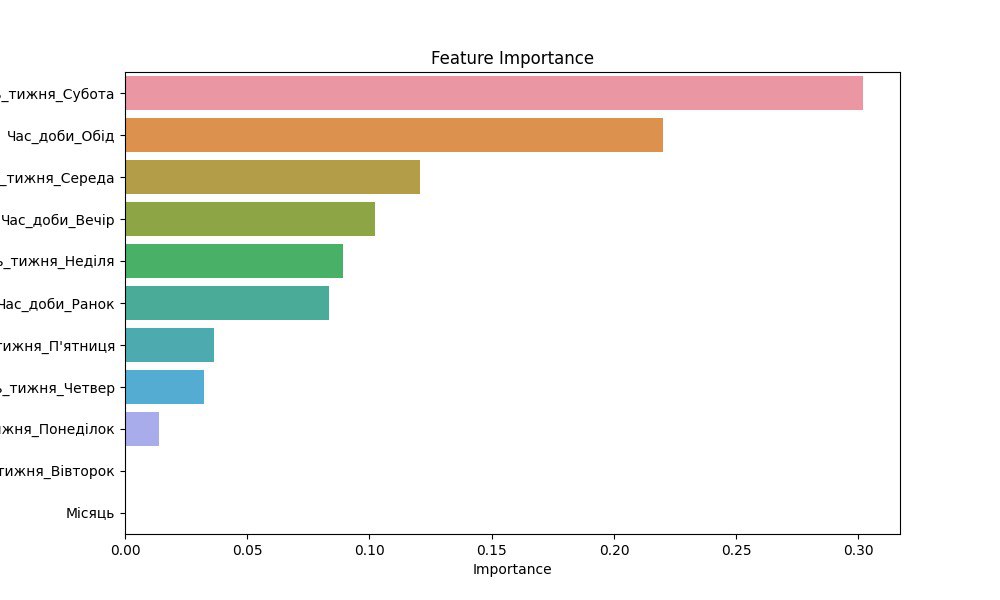 Feature Importance
ь_тижня_Субота
Час_доби_Обід
_тижня_Середа
Час_доби_Вечір
ь_тижня_Неділя
Час_доби_Ранок
тижня_П'ятниця
ь_тижня_Четвер
ижня_Понеділок
тижня_Вівторок
Місяць
0.00 0.05 0.10 0.15 0.20 0.25 0.30
Importance